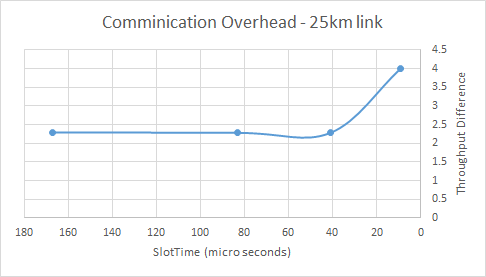 Comminication Overhead - 25km link
4.5
4
3.5
3
2.5
2
1.5
1
0.5
0
Throughput Difference
180 160 140 120 100 80 60 40 20 0
SlotTime (micro seconds)